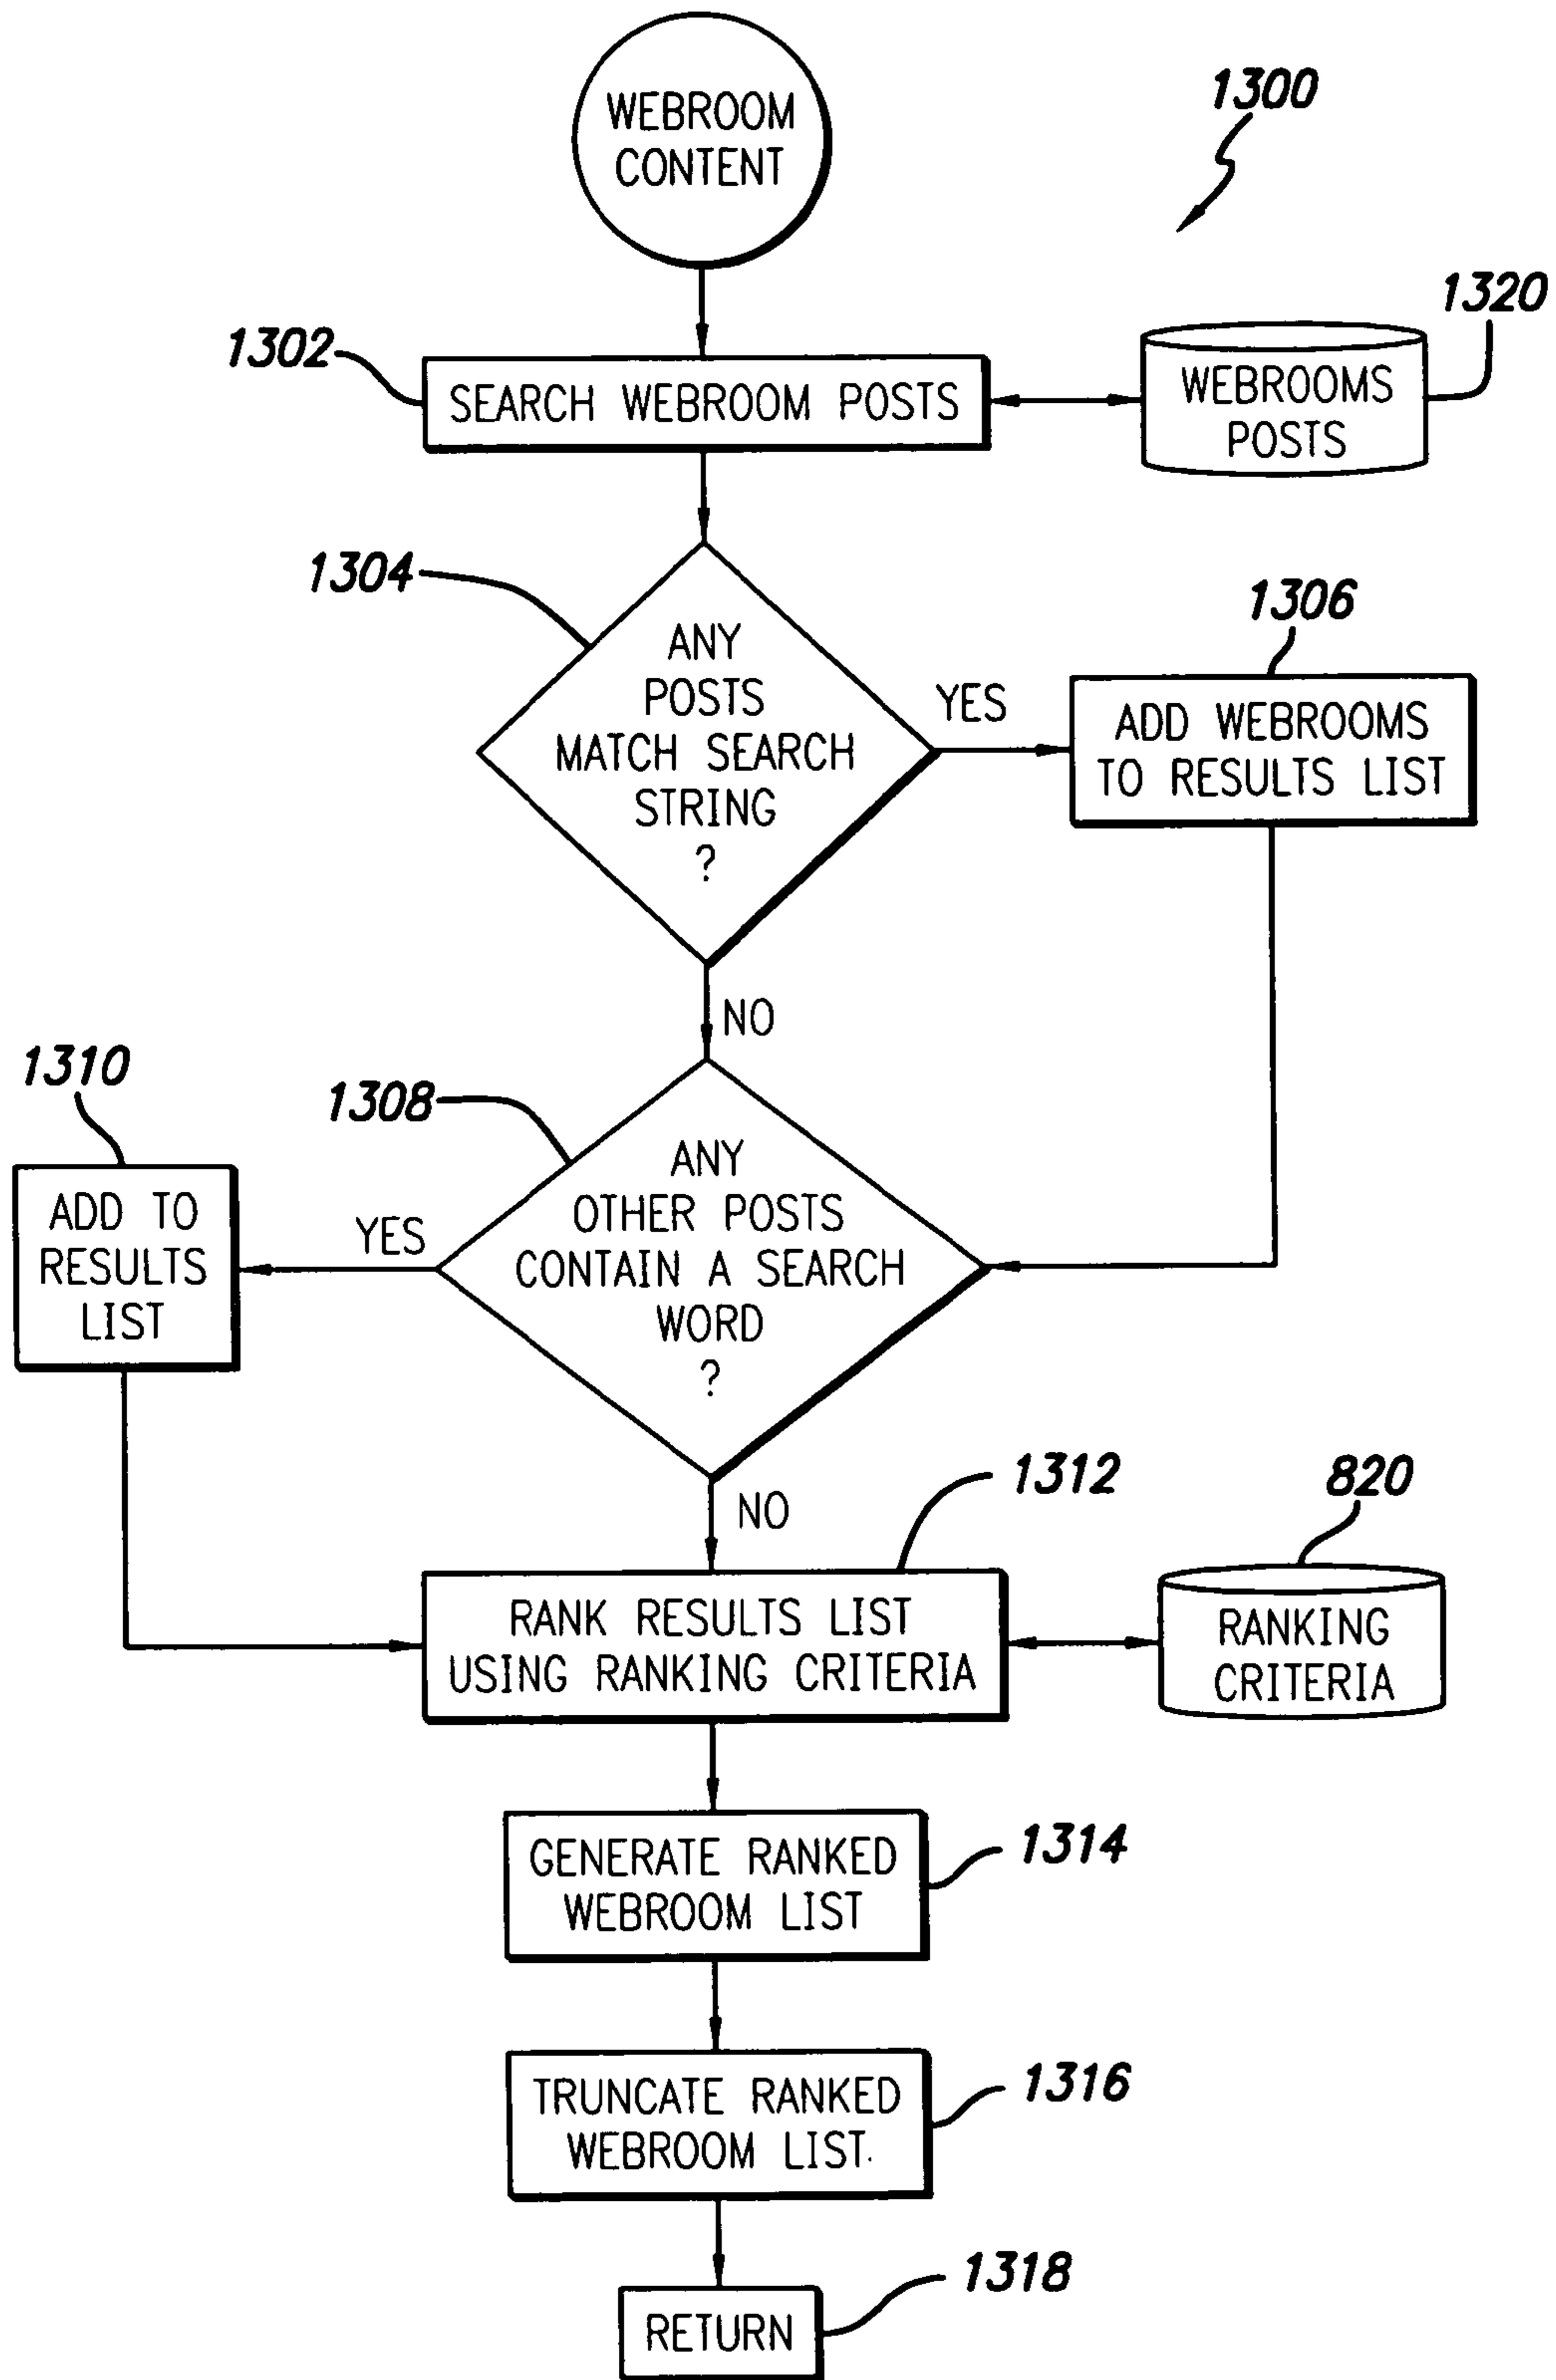 WEBROOM
CONTENT
1300
1302
SEARCH WEBROOM POSTS
1320
WEBROOMS
POSTS
1304
ANY
POSTS
MATCH SEARCH
STRING
?
YES
1306
ADD WEBROOMS
TO RESULTS LIST
NO
1310
ADD TO
RESULTS
LIST
YES
1308
ANY
OTHER POSTS
CONTAIN A SEARCH
WORD
?
NO
1312
RANK RESULTS LIST
USING RANKING CRITERIA
820
RANKING
CRITERIA
GENERATE RANKED
WEBROOM LIST
1314
TRUNCATE RANKED
WEBROOM LIST.
1316
RETURN
1318